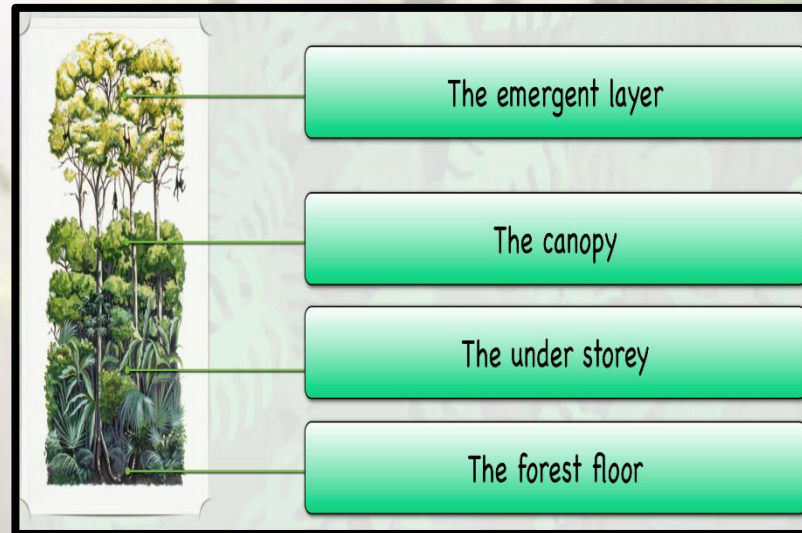 The emergent layer
The canopy
The under storey
The forest floor